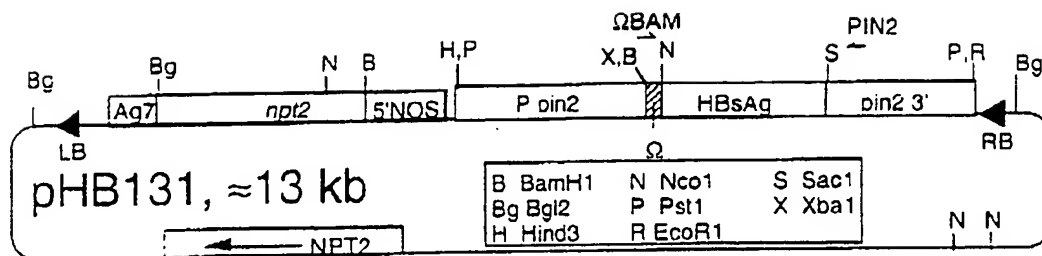 ΩBAM
PIN2
H,P X,B N S P,R
Bg Bg N B Bg
Ag7 npt2 5'NOS P pin2 HBsAg pin2 3'
LB Ω RB
pHB131, ≈13 kb
B BamH1 N Nco1 S Sac1
Bg Bgl2 P Pst1 X Xba1
H Hind3 R EcoR1
N N
NPT2